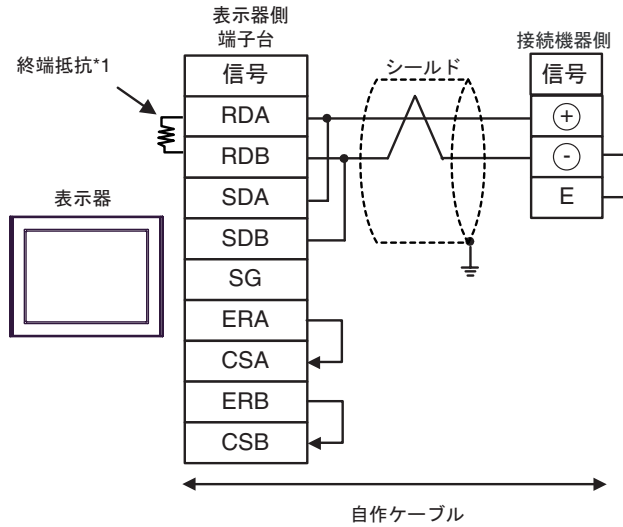 表示器側
端子台
接続機器側
終端抵抗*1
信号
シールド
信号
RDA
+
RDB
-
表示器
SDA
E
SDB
SG
ERA
CSA
ERB
CSB
自作ケーブル